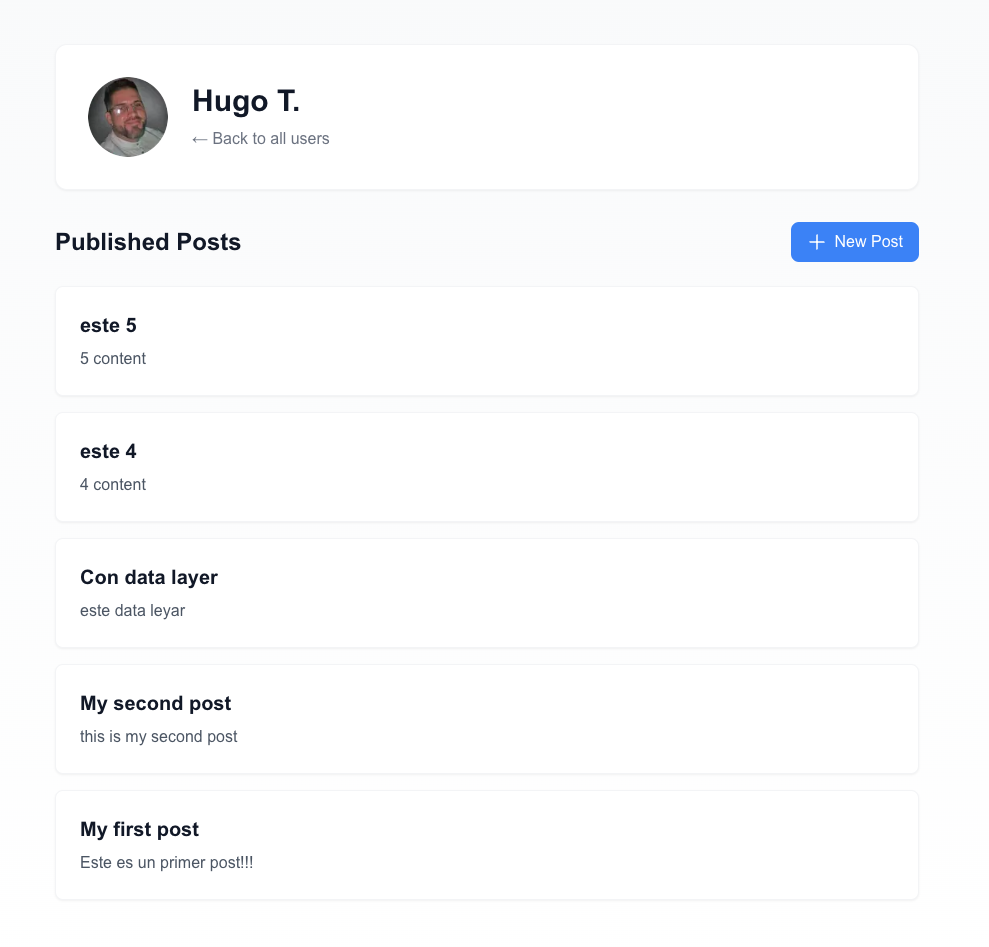 Hugo T.
← Back to all users
Published Posts
+ New Post
este 5
5 content
este 4
4 content
Con data layer
este data leyar
My second post
this is my second post
My first post
Este es un primer post!!!